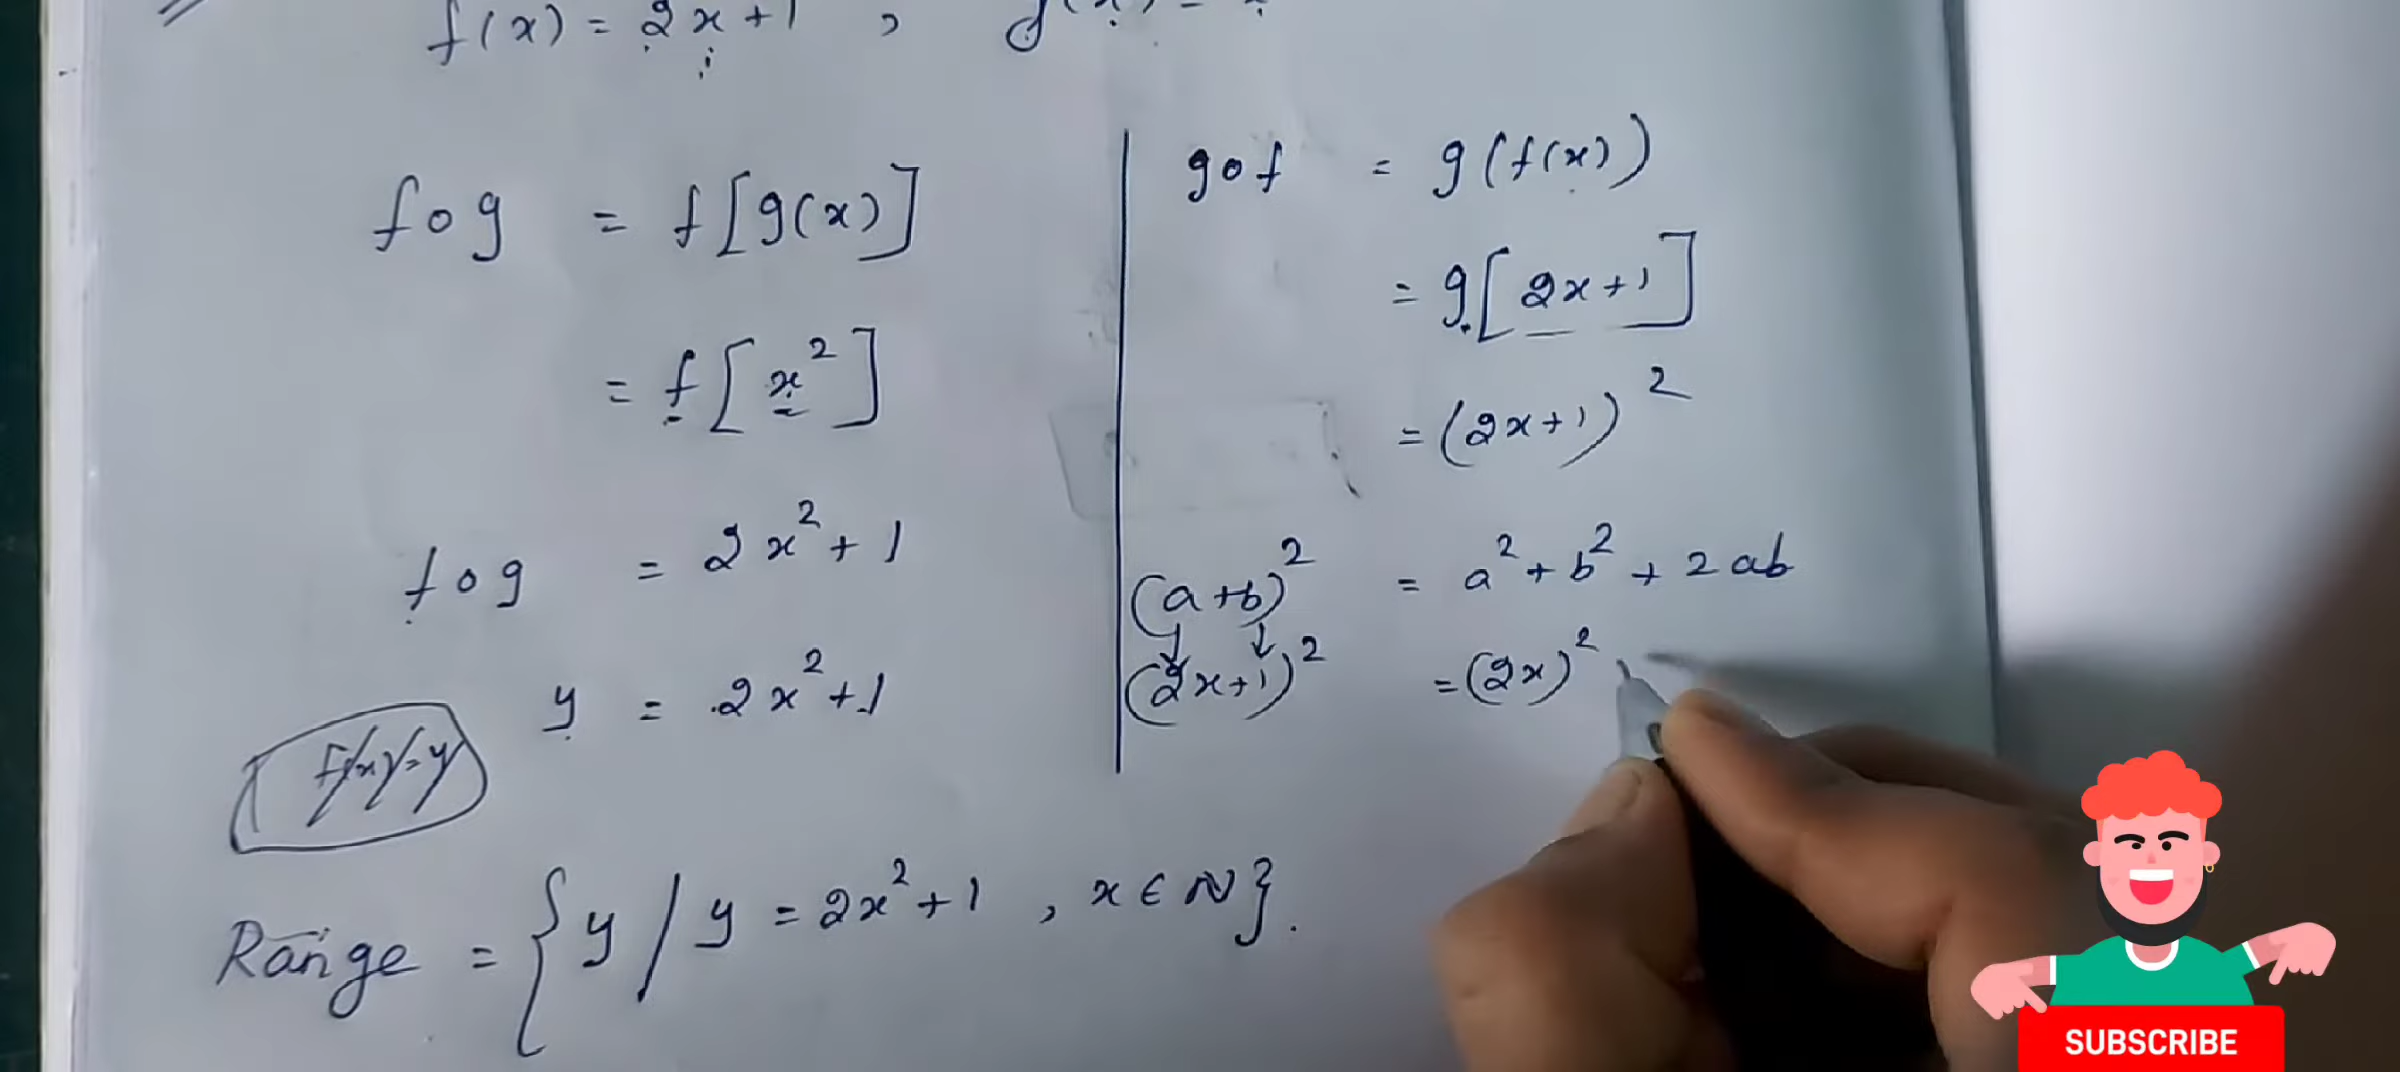 f(x) = 2x+1 ,
fog = f[g(x)]
= f[x²]
fog = 2x²+1
y = 2x²+1
f(x)=y
gof = g(f(x))
= g[2x+1]
= (2x+1)²
(a+b)² = a²+b²+2ab
(2x+1)² = (2x)²
Range = {y / y = 2x²+1 , x ∈ N}.
SUBSCRIBE